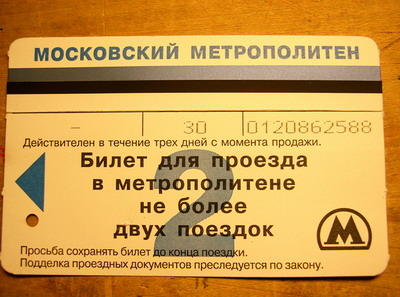 МОСКОВСКИЙ МЕТРОПОЛИТЕН
– 30 0120862588
Действителен в течение трех дней с момента продажи.
2
Билет для проезда
в метрополитене
не более
двух поездок
М
Просьба сохранять билет до конца поездки.
Подделка проездных документов преследуется по закону.